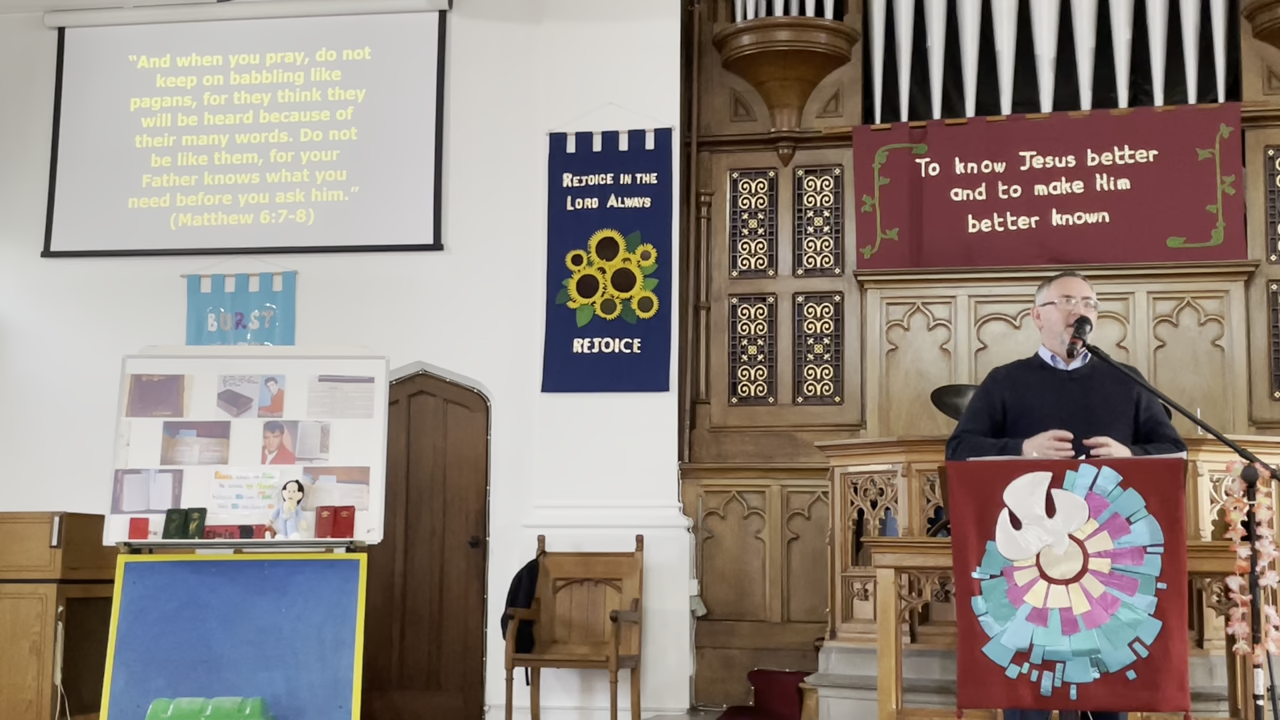 “And when you pray, do not
keep on babbling like
pagans, for they think they
will be heard because of
their many words. Do not
be like them, for your
Father knows what you
need before you ask him.”
(Matthew 6:7-8)
BURST
REJOICE IN THE
LORD ALWAYS
REJOICE
To know Jesus better
and to make Him
better known